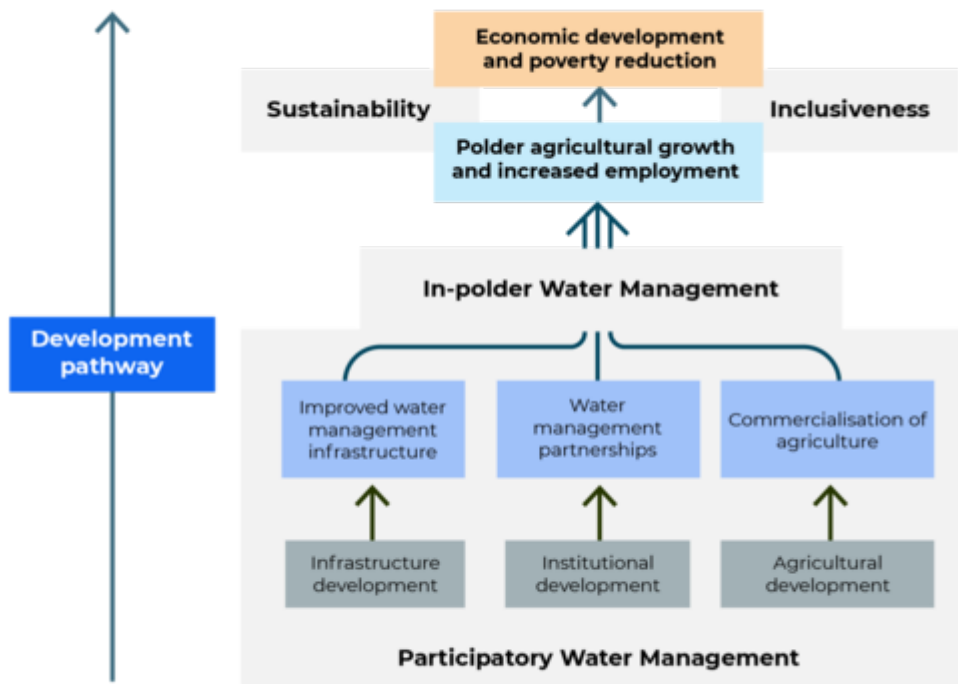 Economic development
and poverty reduction
Sustainability
Inclusiveness
Polder agricultural growth
and increased employment
In-polder Water Management
Development
pathway
Improved water
management
infrastructure
Water
management
partnerships
Commercialisation of
agriculture
Infrastructure
development
Institutional
development
Agricultural
development
Participatory Water Management